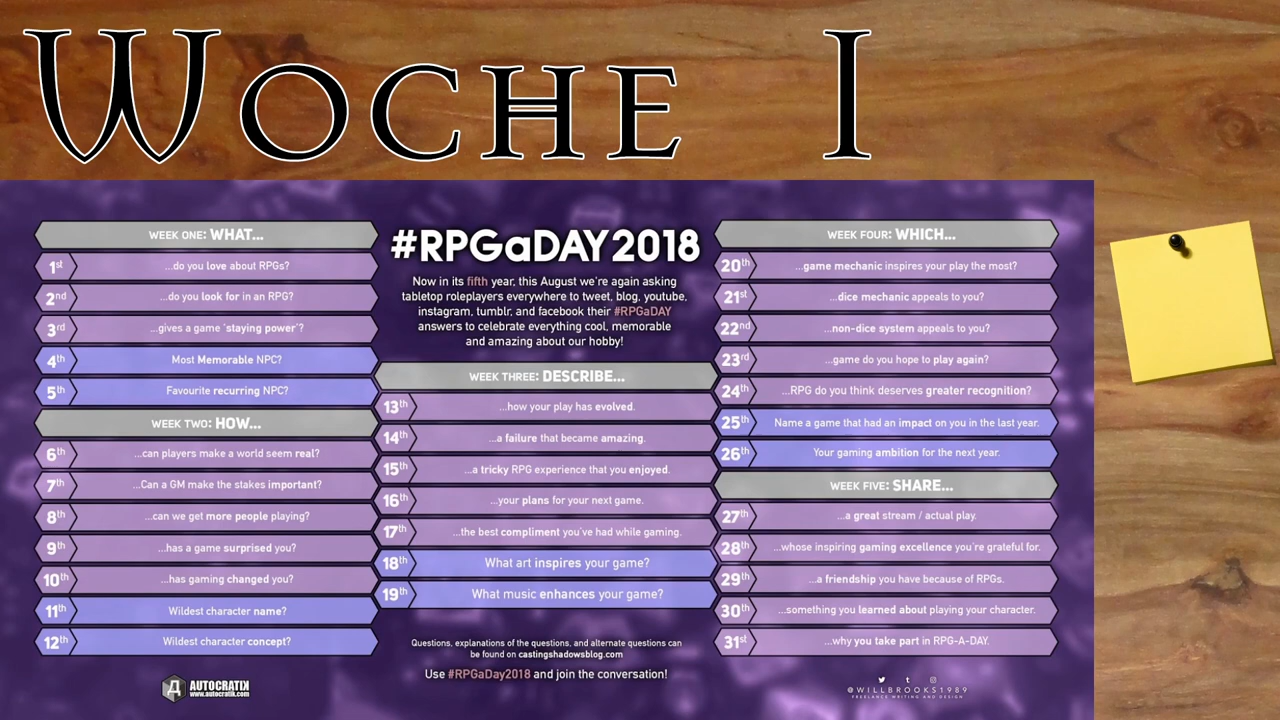 Woche I
WEEK ONE: WHAT...
1st ...do you love about RPGs?
2nd ...do you look for in an RPG?
3rd ...gives a game 'staying power'?
4th Most Memorable NPC?
5th Favourite recurring NPC?
WEEK TWO: HOW...
6th ...can players make a world seem real?
7th ...Can a GM make the stakes important?
8th ...can we get more people playing?
9th ...has a game surprised you?
10th ...has gaming changed you?
11th Wildest character name?
12th Wildest character concept?
AUTOCRATIK
www.autocratik.com
#RPGaDAY2018
Now in its fifth year, this August we're again asking
tabletop roleplayers everywhere to tweet, blog, youtube,
instagram, tumblr, and facebook their #RPGaDAY
answers to celebrate everything cool, memorable
and amazing about our hobby!
WEEK THREE: DESCRIBE...
13th ...how your play has evolved.
14th ...a failure that became amazing.
15th ...a tricky RPG experience that you enjoyed.
16th ...your plans for your next game.
17th ...the best compliment you've had while gaming.
18th What art inspires your game?
19th What music enhances your game?
Questions, explanations of the questions, and alternate questions can
be found on castingshadowsblog.com
Use #RPGaDay2018 and join the conversation!
WEEK FOUR: WHICH...
20th ...game mechanic inspires your play the most?
21st ...dice mechanic appeals to you?
22nd ...non-dice system appeals to you?
23rd ...game do you hope to play again?
24th ...RPG do you think deserves greater recognition?
25th Name a game that had an impact on you in the last year.
26th Your gaming ambition for the next year.
WEEK FIVE: SHARE...
27th ...a great stream / actual play.
28th ...whose inspiring gaming excellence you're grateful for.
29th ...a friendship you have because of RPGs.
30th ...something you learned about playing your character.
31st ...why you take part in RPG-A-DAY.
@WILLBROOKS1989
FREELANCE WRITING AND DESIGN